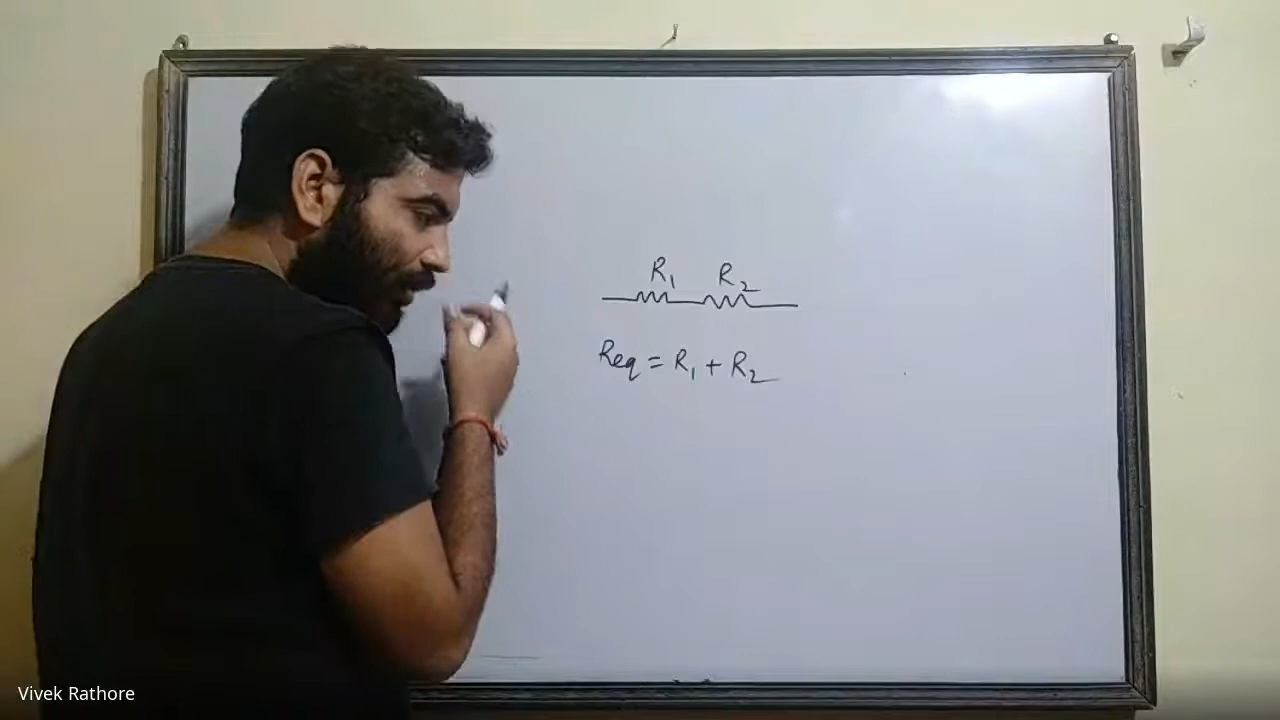 R₁ R₂
Req = R₁ + R₂
Vivek Rathore